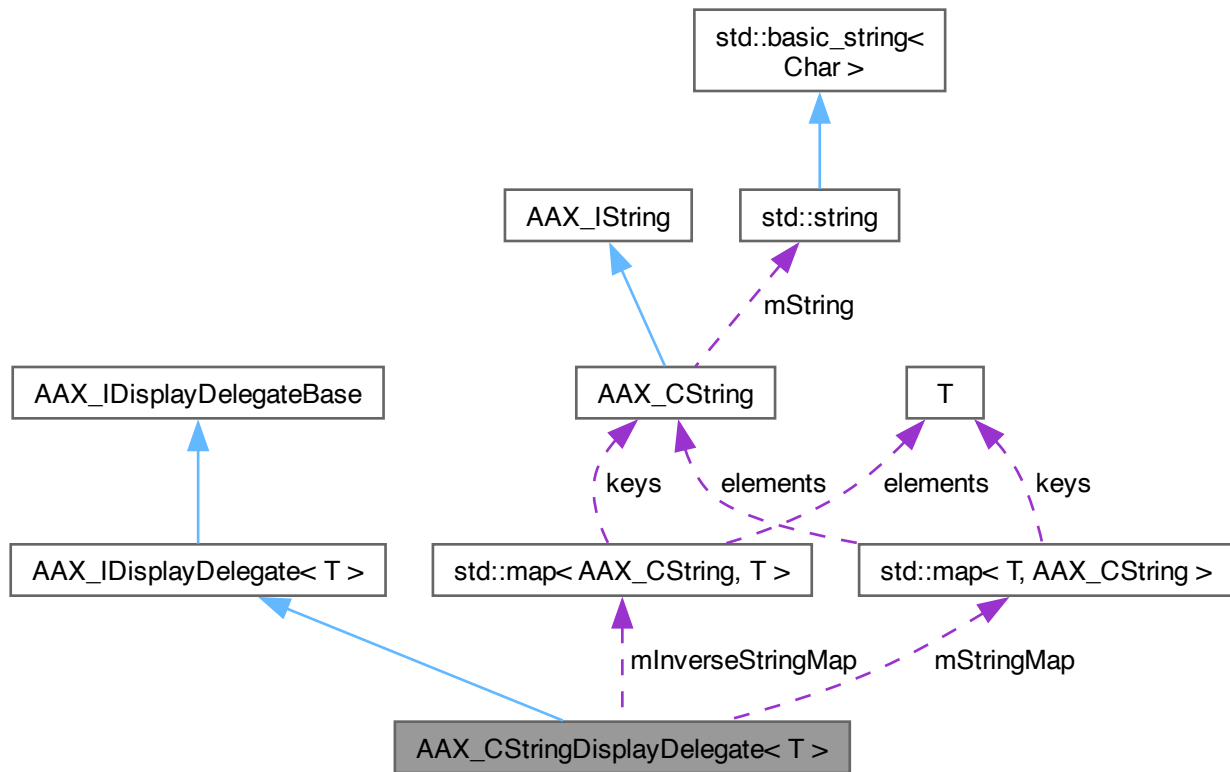 std::basic_string<
Char >
AAX_IString
std::string
mString
AAX_IDisplayDelegateBase
AAX_CString
T
keys
elements
elements
keys
AAX_IDisplayDelegate< T >
std::map< AAX_CString, T >
std::map< T, AAX_CString >
mInverseStringMap
mStringMap
AAX_CStringDisplayDelegate< T >